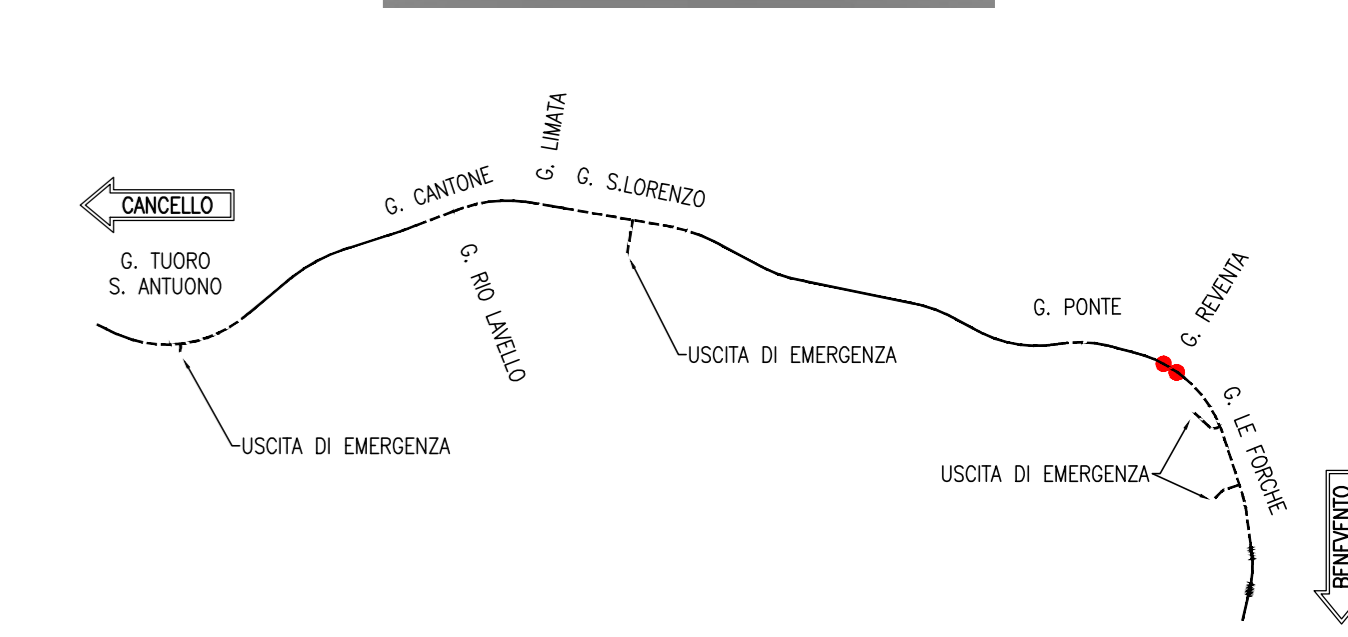 G. LIMATA
G. CANTONE
G. S.LORENZO
CANCELLO
G. TUORO
S. ANTUONO
G. RIO LAVELLO
G. PONTE
G. REVENTA
USCITA DI EMERGENZA
USCITA DI EMERGENZA
G. LE FORCHE
USCITA DI EMERGENZA
BENEVENTO